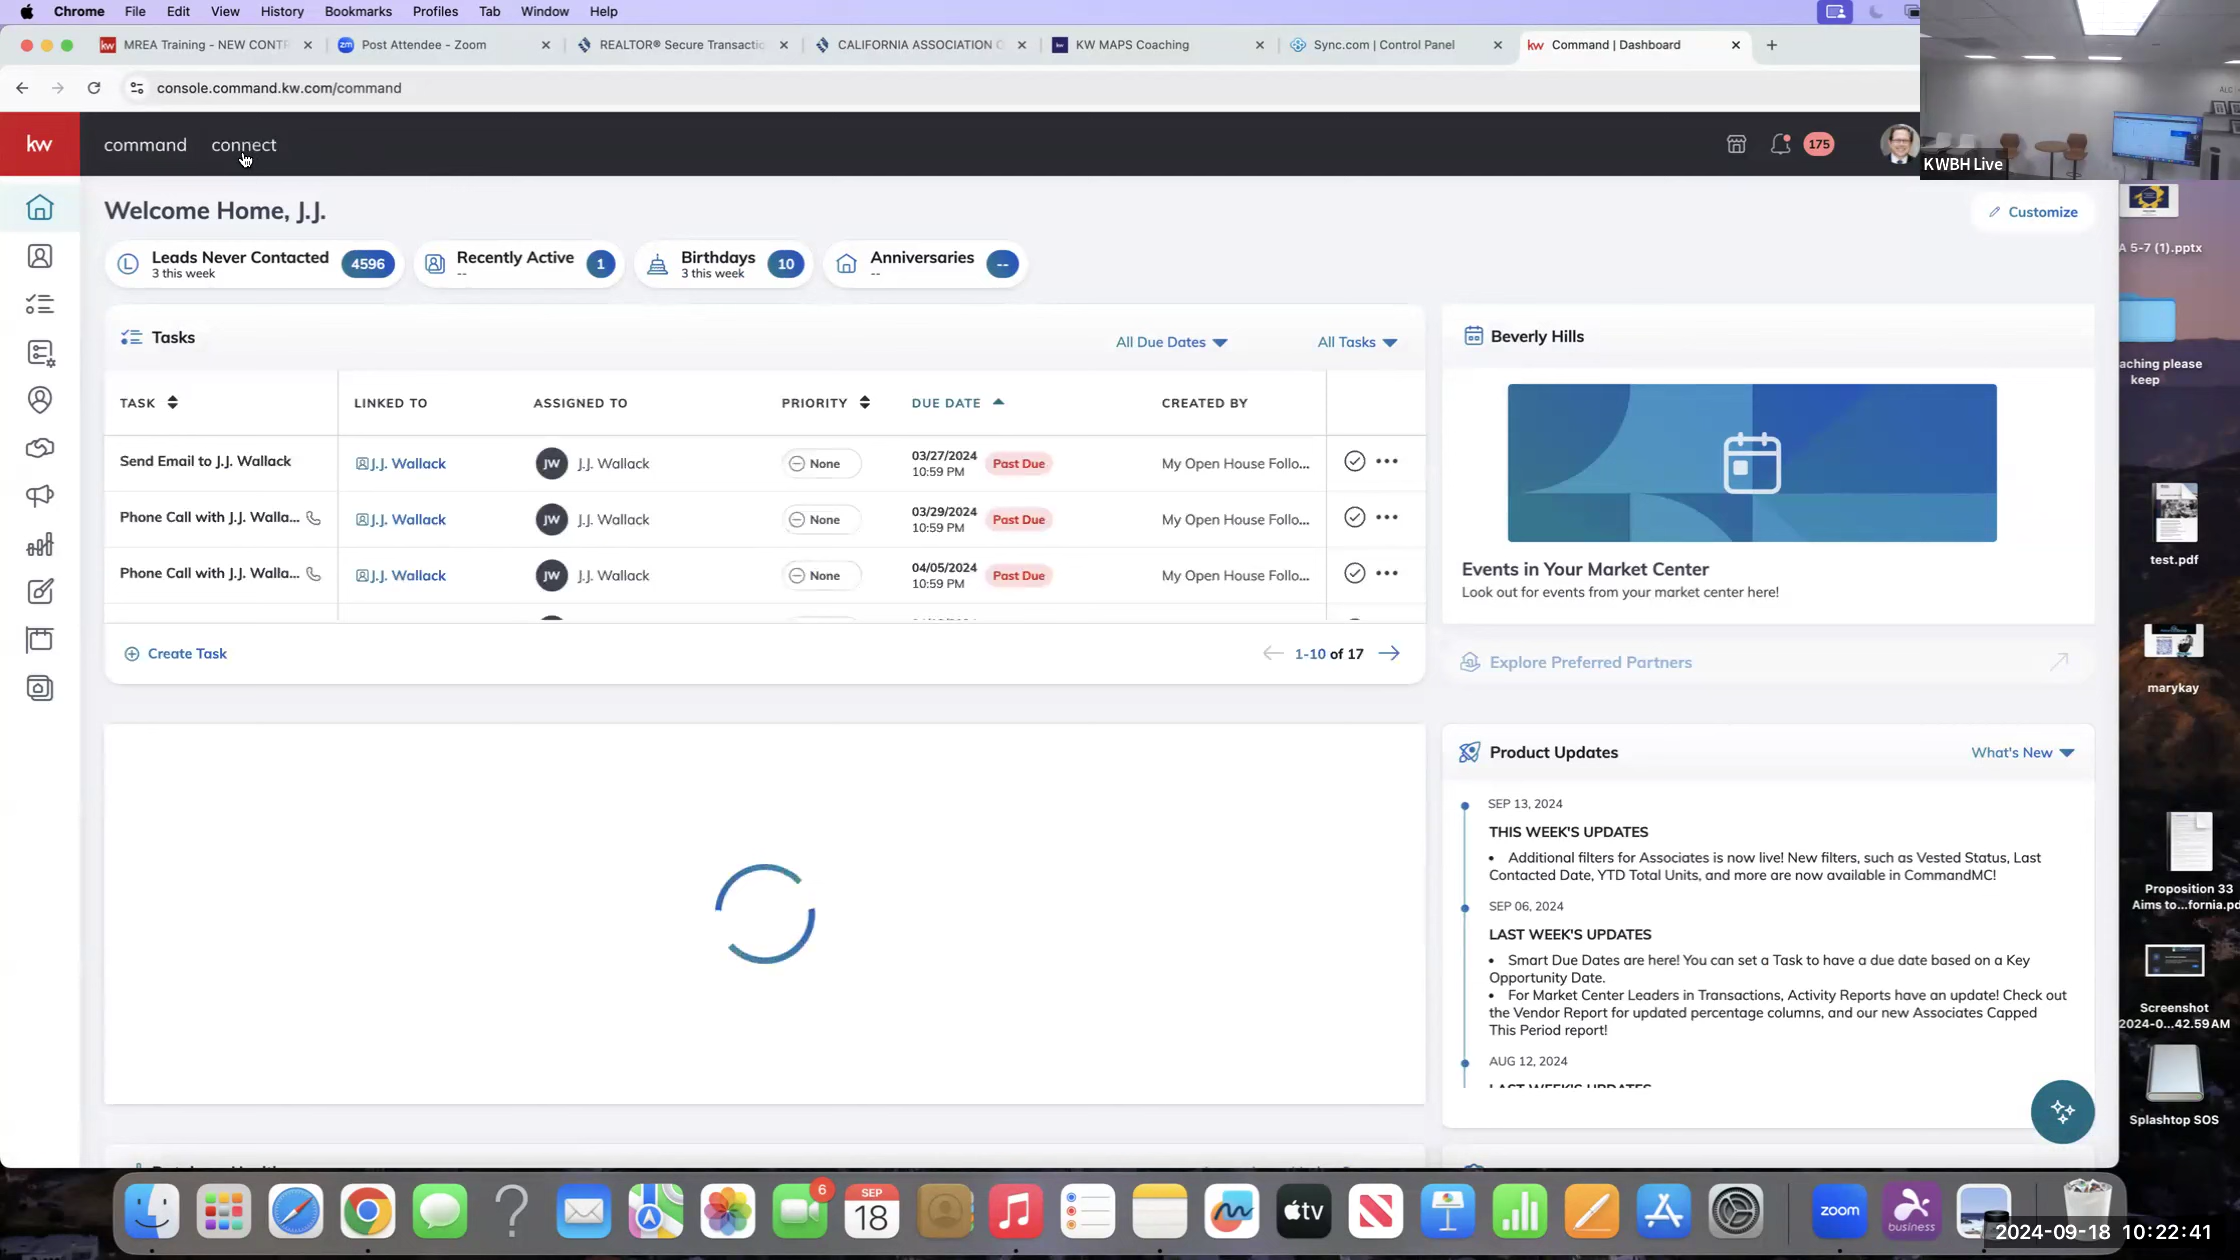 Chrome File Edit View History Bookmarks Profiles Tab Window Help
MREA Training - NEW CONTR
Post Attendee - Zoom
REALTOR® Secure Transactic
CALIFORNIA ASSOCIATION O
KW MAPS Coaching
Sync.com | Control Panel
Command | Dashboard
console.command.kw.com/command
kw command connect
175
KWBH Live
Welcome Home, J.J.
Customize
Leads Never Contacted
3 this week
4596
Recently Active
--
1
Birthdays
3 this week
10
Anniversaries
--
--
Tasks
All Due Dates
All Tasks
TASK LINKED TO ASSIGNED TO PRIORITY DUE DATE CREATED BY
Send Email to J.J. Wallack J.J. Wallack JW J.J. Wallack None 03/27/2024 10:59 PM Past Due My Open House Follo...
Phone Call with J.J. Walla... J.J. Wallack JW J.J. Wallack None 03/29/2024 10:59 PM Past Due My Open House Follo...
Phone Call with J.J. Walla... J.J. Wallack JW J.J. Wallack None 04/05/2024 10:59 PM Past Due My Open House Follo...
Create Task
1-10 of 17
Beverly Hills
Events in Your Market Center
Look out for events from your market center here!
Explore Preferred Partners
Product Updates
What's New
SEP 13, 2024
THIS WEEK'S UPDATES
• Additional filters for Associates is now live! New filters, such as Vested Status, Last
Contacted Date, YTD Total Units, and more are now available in CommandMC!
SEP 06, 2024
LAST WEEK'S UPDATES
• Smart Due Dates are here! You can set a Task to have a due date based on a Key
Opportunity Date.
• For Market Center Leaders in Transactions, Activity Reports have an update! Check out
the Vendor Report for updated percentage columns, and our new Associates Capped
This Period report!
AUG 12, 2024
LAST WEEK'S UPDATES
A 5-7 (1).pptx
aching please
keep
test.pdf
marykay
Proposition 33
Aims to...fornia.pd
Screenshot
2024-0...42.59 AM
Splashtop SOS
6
SEP
18
tv
zoom
business
2024-09-18 10:22:41